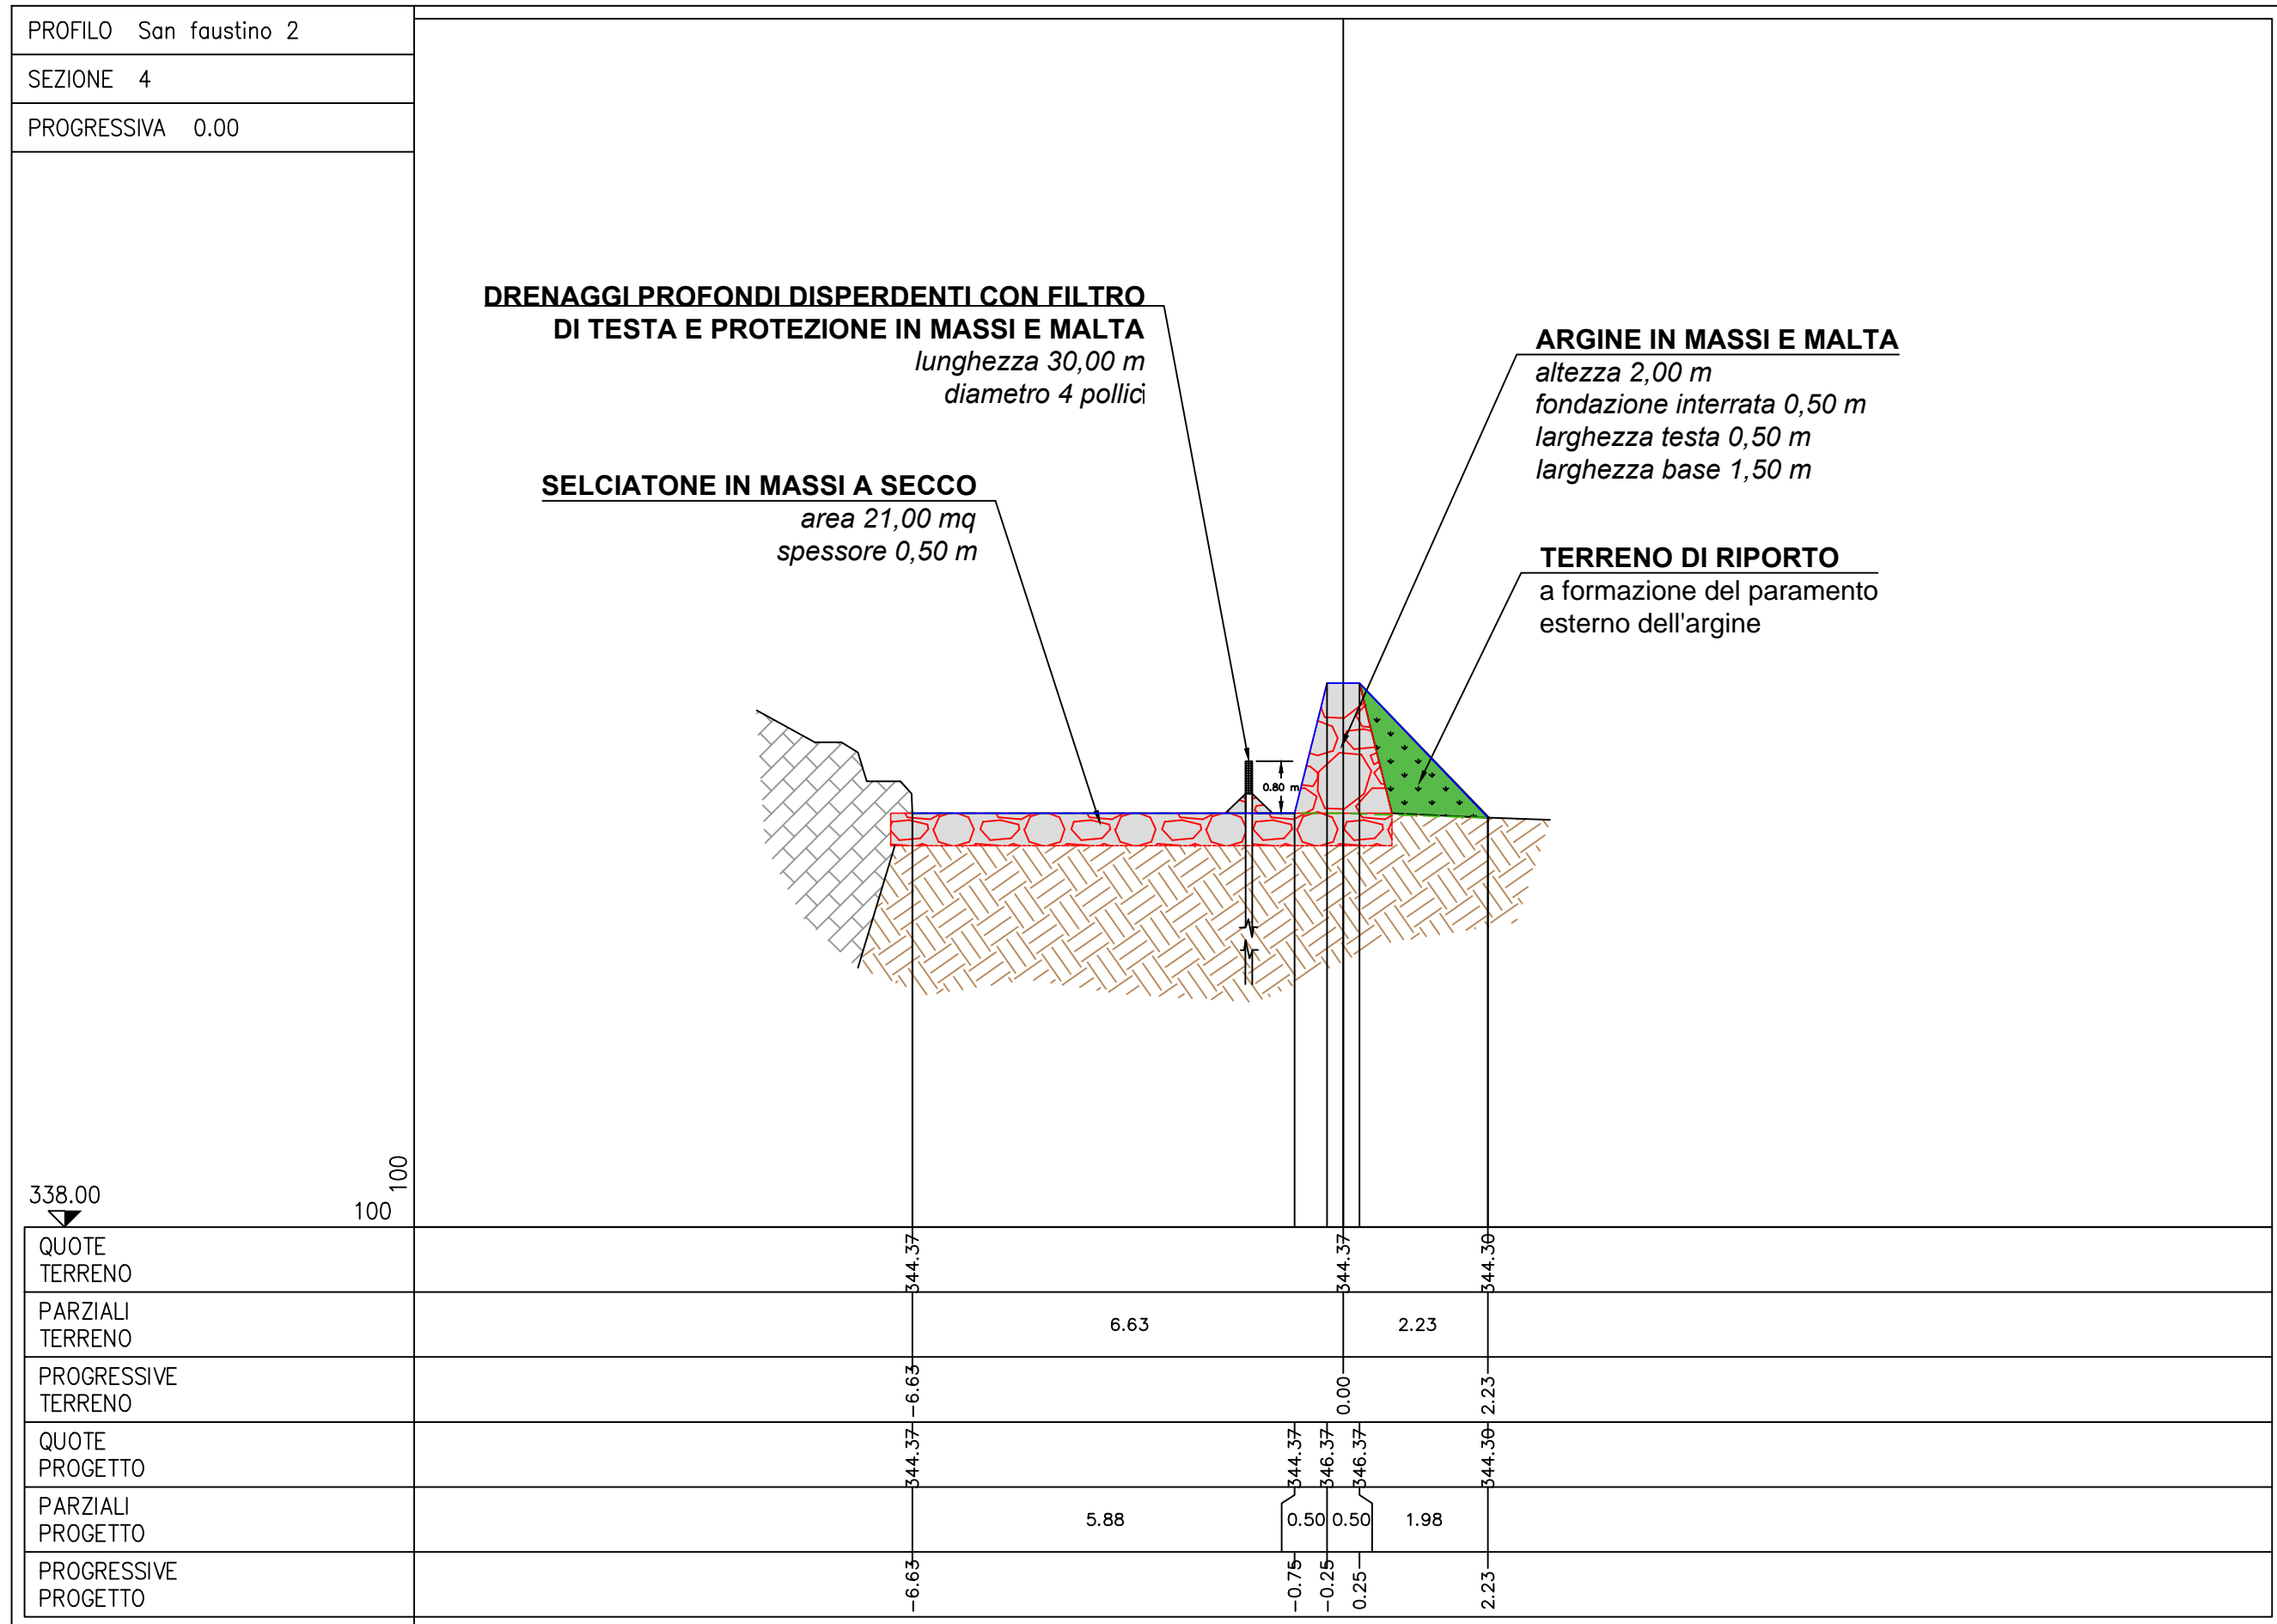 PROFILO San faustino 2
SEZIONE 4
PROGRESSIVA 0.00
DRENAGGI PROFONDI DISPERDENTI CON FILTRO
DI TESTA E PROTEZIONE IN MASSI E MALTA
lunghezza 30,00 m
diametro 4 pollici
SELCIATONE IN MASSI A SECCO
area 21,00 mq
spessore 0,50 m
ARGINE IN MASSI E MALTA
altezza 2,00 m
fondazione interrata 0,50 m
larghezza testa 0,50 m
larghezza base 1,50 m
TERRENO DI RIPORTO
a formazione del paramento
esterno dell'argine
0.80 m
338.00
100
100
QUOTE
TERRENO
344.37 344.37 344.30
PARZIALI
TERRENO
6.63 2.23
PROGRESSIVE
TERRENO
-6.63 0.00 2.23
QUOTE
PROGETTO
344.37 344.37 346.37 346.37 344.30
PARZIALI
PROGETTO
5.88 0.50 0.50 1.98
PROGRESSIVE
PROGETTO
-6.63 -0.75 -0.25 0.25 2.23